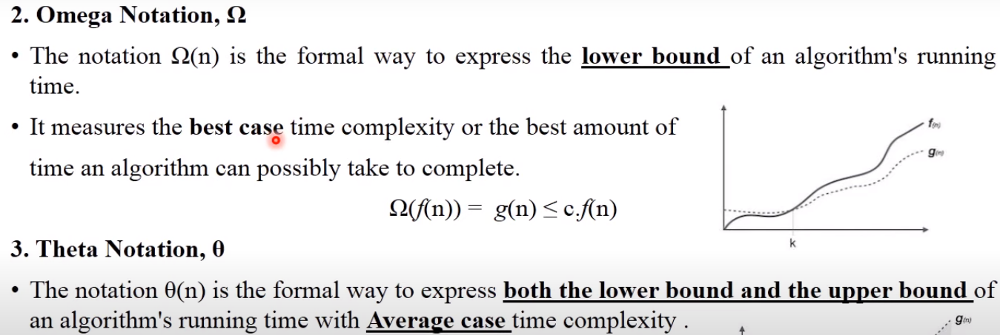 2. Omega Notation, Ω
• The notation Ω(n) is the formal way to express the lower bound of an algorithm's running
time.
• It measures the best case time complexity or the best amount of
time an algorithm can possibly take to complete.
f(n)
g(n)
Ω(f(n)) = g(n) ≤ c.f(n)
k
3. Theta Notation, θ
• The notation θ(n) is the formal way to express both the lower bound and the upper bound of
an algorithm's running time with Average case time complexity .
g(n)